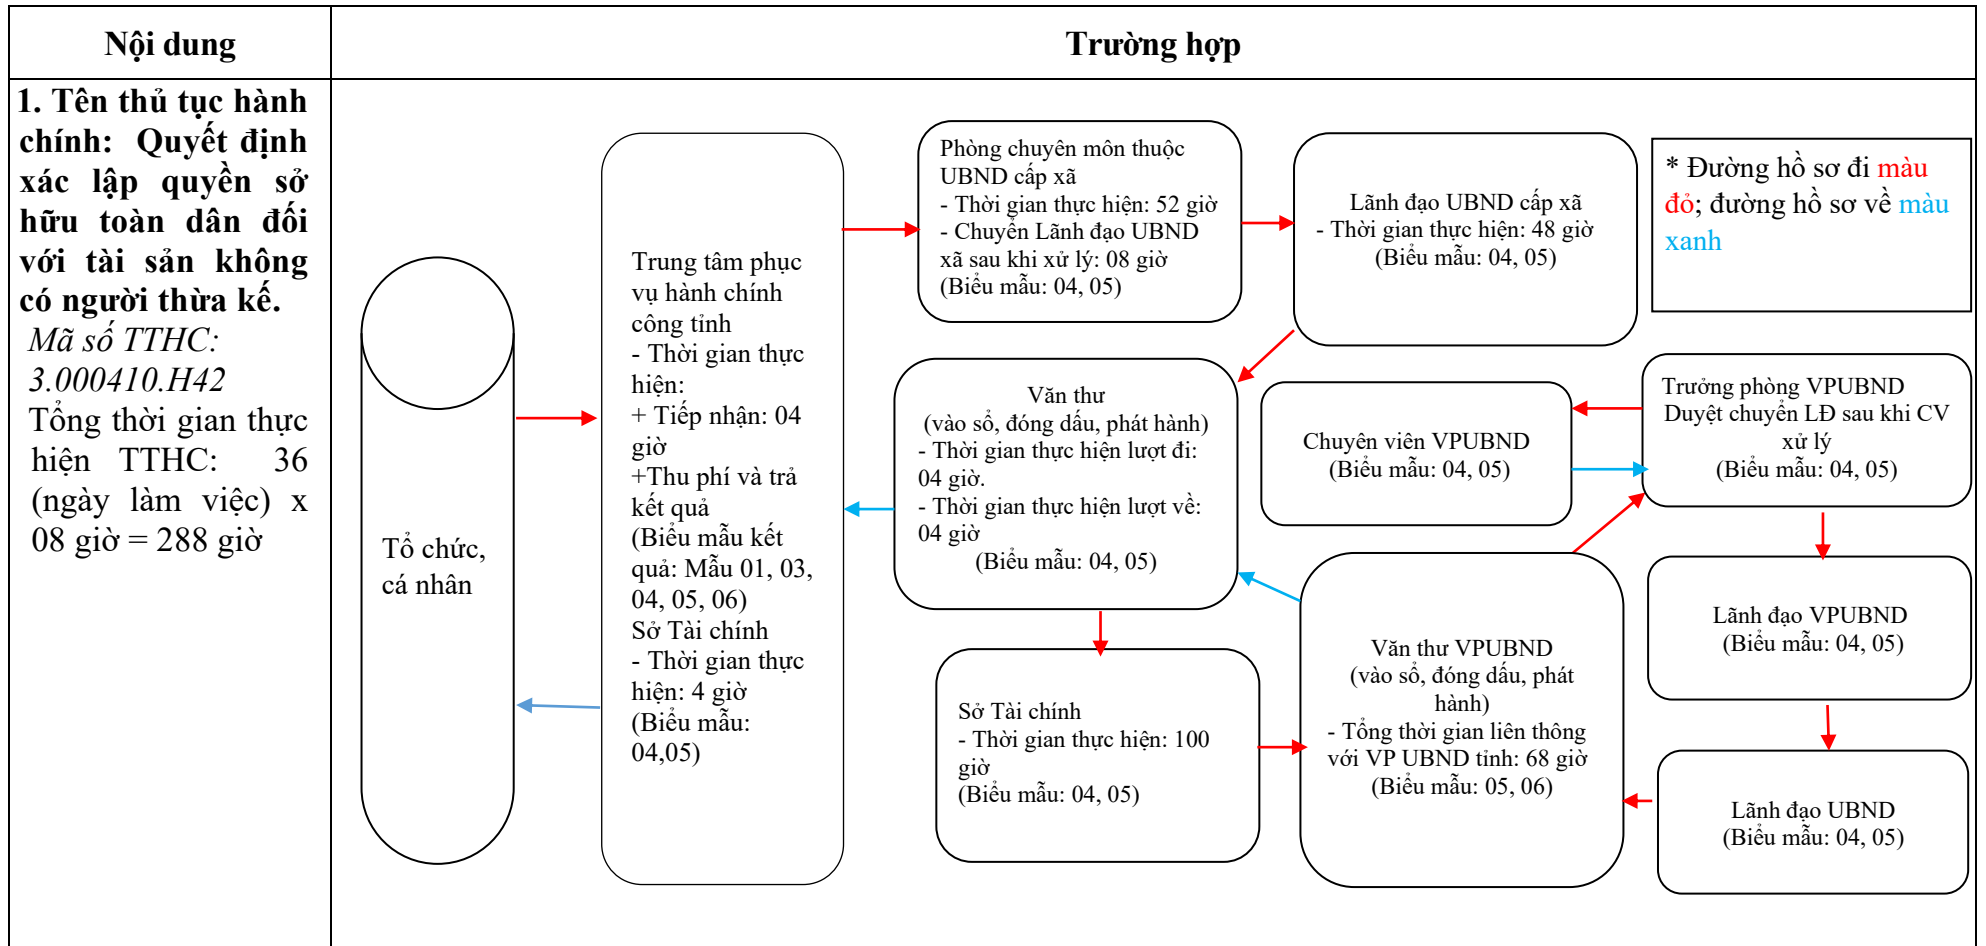 Nội dung
Trường hợp
1. Tên thủ tục hành
chính: Quyết định
xác lập quyền sở
hữu toàn dân đối
với tài sản không
có người thừa kế.
Mã số TTHC:
3.000410.H42
Tổng thời gian thực
hiện TTHC: 36
(ngày làm việc) x
08 giờ = 288 giờ
Tổ chức,
cá nhân
Trung tâm phục
vụ hành chính
công tỉnh
- Thời gian thực
hiện:
+ Tiếp nhận: 04
giờ
+Thu phí và trả
kết quả
(Biểu mẫu kết
quả: Mẫu 01, 03,
04, 05, 06)
Sở Tài chính
- Thời gian thực
hiện: 4 giờ
(Biểu mẫu:
04,05)
Phòng chuyên môn thuộc
UBND cấp xã
- Thời gian thực hiện: 52 giờ
- Chuyển Lãnh đạo UBND
xã sau khi xử lý: 08 giờ
(Biểu mẫu: 04, 05)
Lãnh đạo UBND cấp xã
- Thời gian thực hiện: 48 giờ
(Biểu mẫu: 04, 05)
* Đường hồ sơ đi màu
đỏ; đường hồ sơ về màu
xanh
Văn thư
(vào sổ, đóng dấu, phát hành)
- Thời gian thực hiện lượt đi:
04 giờ.
- Thời gian thực hiện lượt về:
04 giờ
(Biểu mẫu: 04, 05)
Chuyên viên VPUBND
(Biểu mẫu: 04, 05)
Trưởng phòng VPUBND
Duyệt chuyển LĐ sau khi CV
xử lý
(Biểu mẫu: 04, 05)
Sở Tài chính
- Thời gian thực hiện: 100
giờ
(Biểu mẫu: 04, 05)
Văn thư VPUBND
(vào sổ, đóng dấu, phát
hành)
- Tổng thời gian liên thông
với VP UBND tỉnh: 68 giờ
(Biểu mẫu: 05, 06)
Lãnh đạo VPUBND
(Biểu mẫu: 04, 05)
Lãnh đạo UBND
(Biểu mẫu: 04, 05)